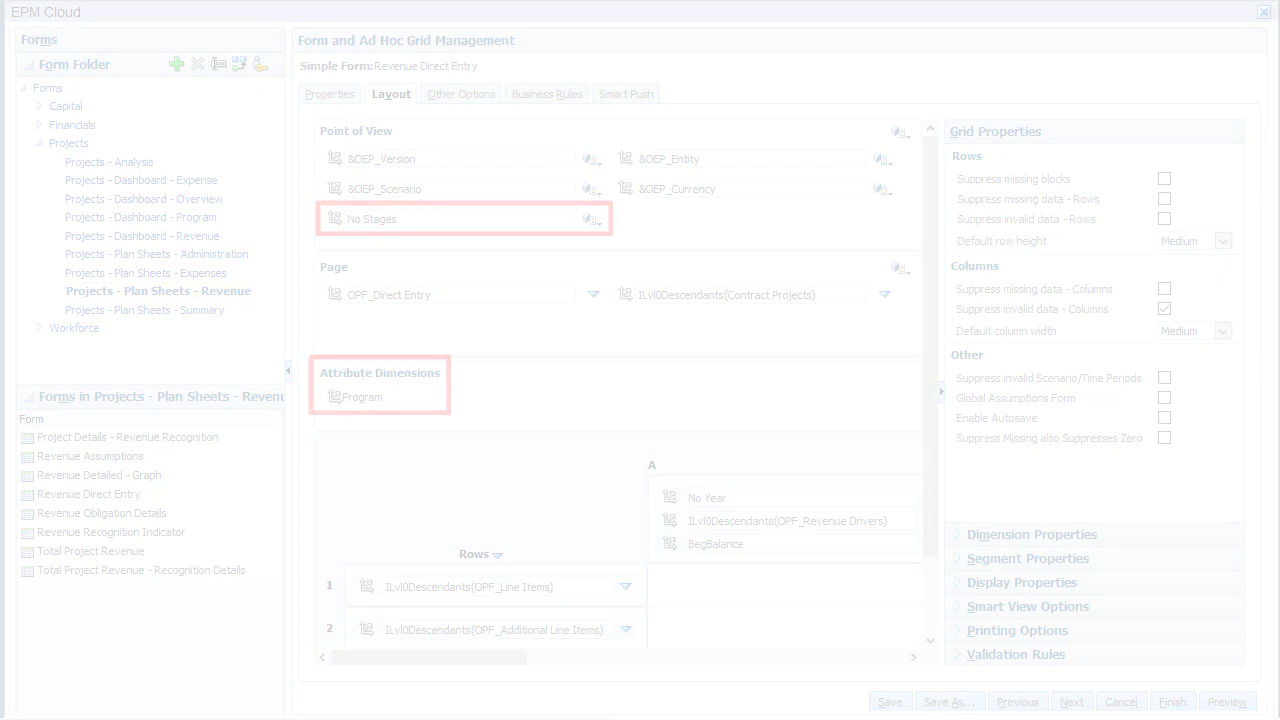 EPM Cloud
Forms
Form Folder
Forms
Capital
Financials
Projects
Projects - Analysis
Projects - Dashboard - Expense
Projects - Dashboard - Overview
Projects - Dashboard - Program
Projects - Dashboard - Revenue
Projects - Plan Sheets - Administration
Projects - Plan Sheets - Expenses
Projects - Plan Sheets - Revenue
Projects - Plan Sheets - Summary
Workforce
Forms in Projects - Plan Sheets - Revenu
Form
Project Details - Revenue Recognition
Revenue Assumptions
Revenue Detailed - Graph
Revenue Direct Entry
Revenue Obligation Details
Revenue Recognition Indicator
Total Project Revenue
Total Project Revenue - Recognition Details
Form and Ad Hoc Grid Management
Simple Form: Revenue Direct Entry
Properties Layout Other Options Business Rules Smart Push
Point of View
&OEP_Version &OEP_Entity
&OEP_Scenario &OEP_Currency
No Stages
Page
OPF_Direct Entry ILvl0Descendants(Contract Projects)
Attribute Dimensions
Program
A
No Year
ILvl0Descendants(OPF_Revenue Drivers)
BegBalance
Rows
1 ILvl0Descendants(OPF_Line Items)
2 ILvl0Descendants(OPF_Additional Line Items)
Grid Properties
Rows
Suppress missing blocks
Suppress missing data - Rows
Suppress invalid data - Rows
Default row height Medium
Columns
Suppress missing data - Columns
Suppress invalid data - Columns
Default column width Medium
Other
Suppress invalid Scenario/Time Periods
Global Assumptions Form
Enable Autosave
Suppress Missing also Suppresses Zero
Dimension Properties
Segment Properties
Display Properties
Smart View Options
Printing Options
Validation Rules
Save Save As... Previous Next Cancel Finish Preview